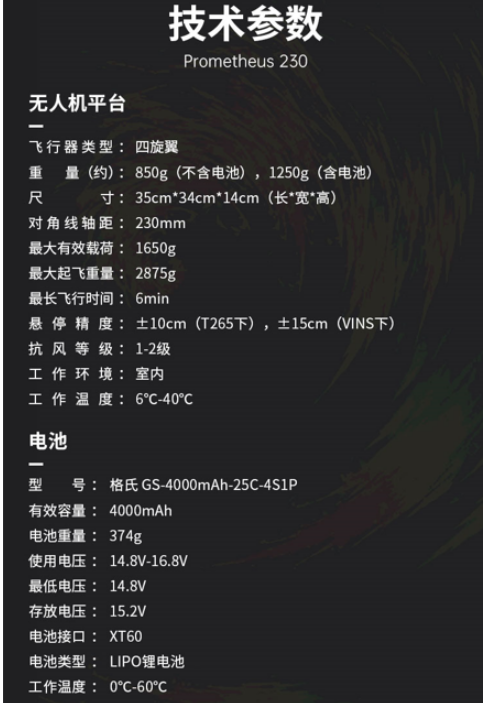 技术参数
Prometheus 230
无人机平台
飞行器类型：四旋翼
重量（约）：850g（不含电池），1250g（含电池）
尺寸：35cm*34cm*14cm（长*宽*高）
对角线轴距：230mm
最大有效载荷：1650g
最大起飞重量：2875g
最长飞行时间：6min
悬停精度：±10cm（T265下），±15cm（VINS下）
抗风等级：1-2级
工作环境：室内
工作温度：6℃-40℃
电池
型号：格氏 GS-4000mAh-25C-4S1P
有效容量：4000mAh
电池重量：374g
使用电压：14.8V-16.8V
最低电压：14.8V
存放电压：15.2V
电池接口：XT60
电池类型：LIPO锂电池
工作温度：0℃-60℃